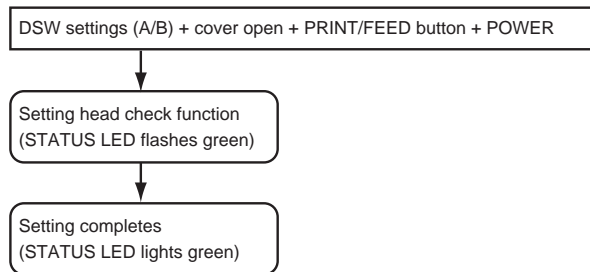 DSW settings (A/B) + cover open + PRINT/FEED button + POWER
Setting head check function
(STATUS LED flashes green)
Setting completes
(STATUS LED lights green)